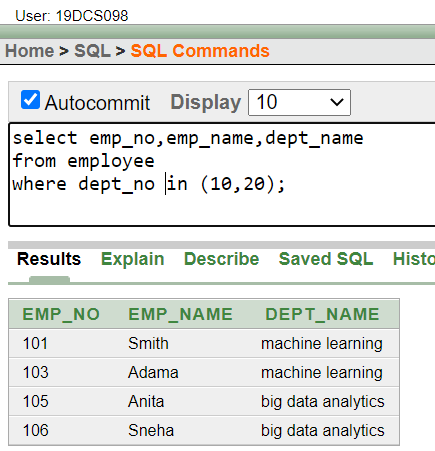 User: 19DCS098
Home > SQL > SQL Commands
Autocommit Display 10
select emp_no,emp_name,dept_name
from employee
where dept_no in (10,20);
Results Explain Describe Saved SQL Histo
EMP_NO EMP_NAME DEPT_NAME
101 Smith machine learning
103 Adama machine learning
105 Anita big data analytics
106 Sneha big data analytics